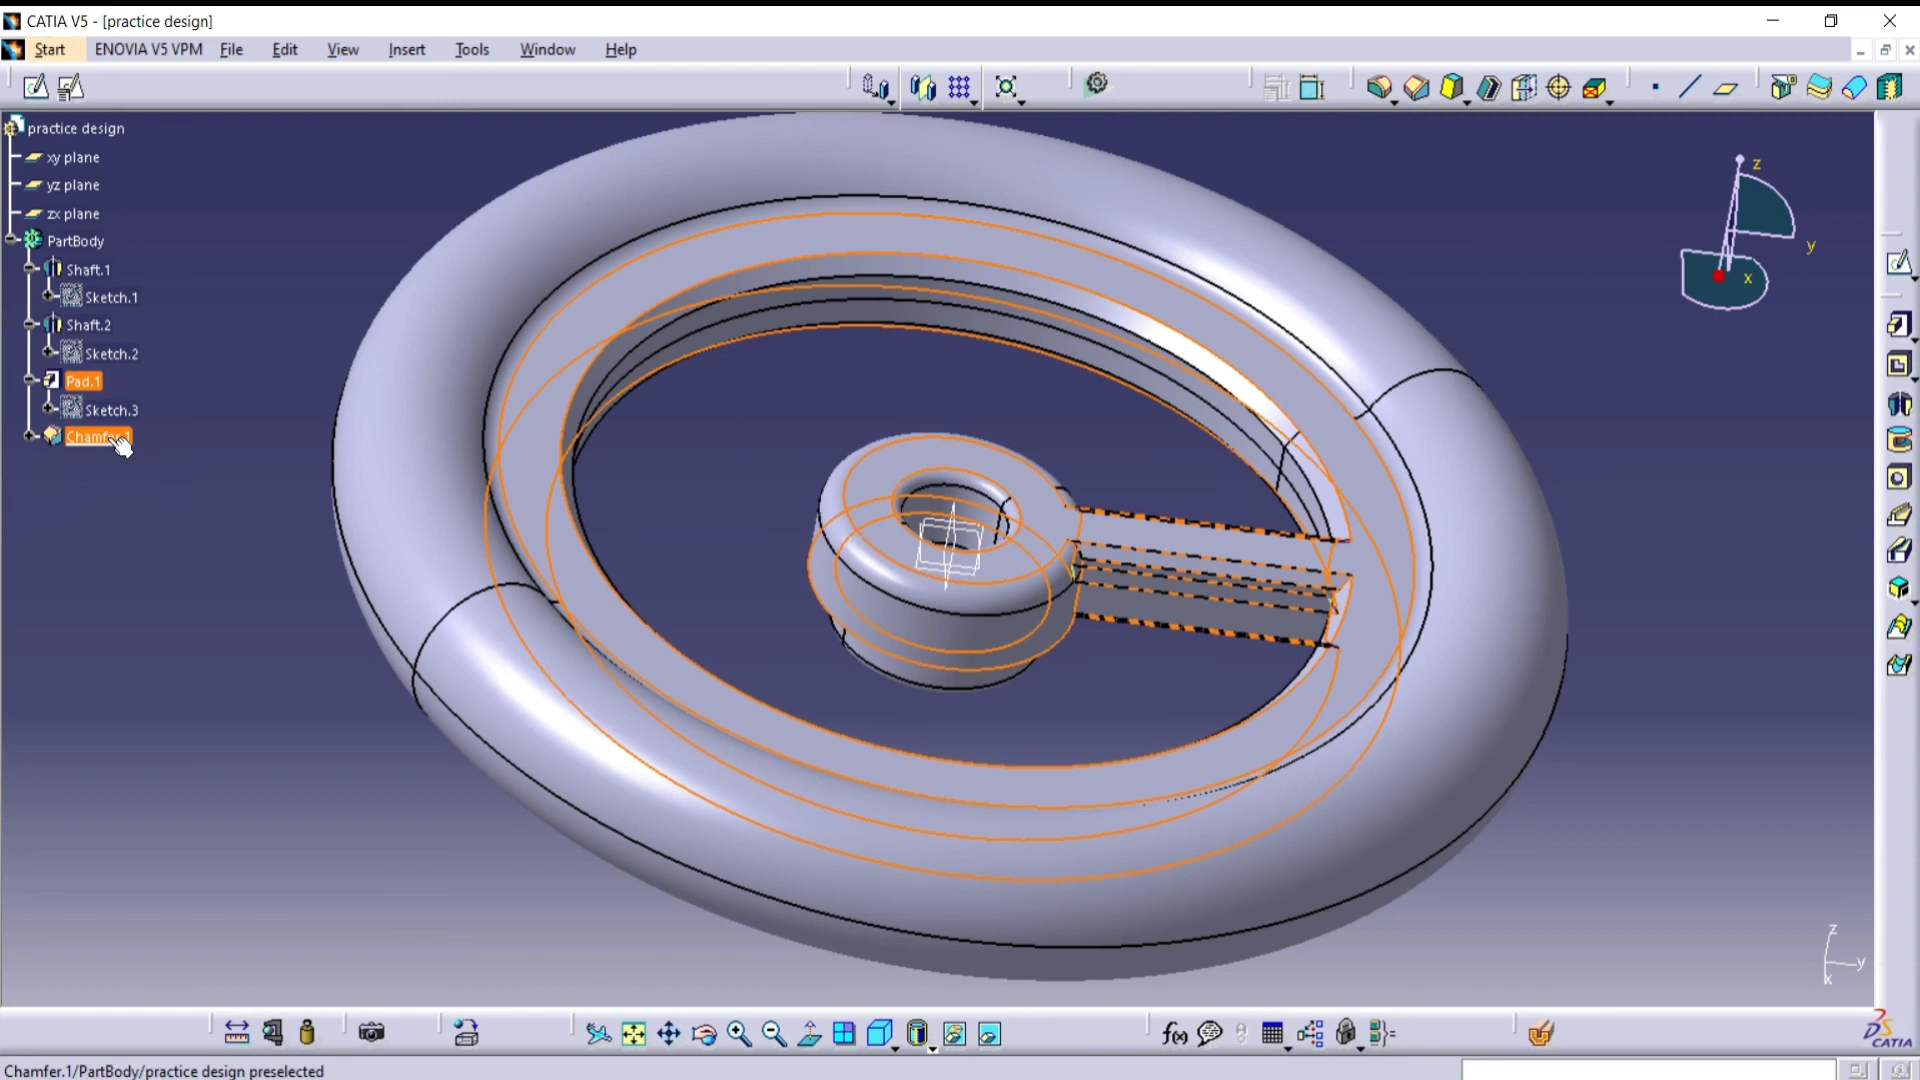 CATIA V5 - [practice design]
Start ENOVIA V5 VPM File Edit View Insert Tools Window Help
practice design
xy plane
yz plane
zx plane
PartBody
Shaft.1
Sketch.1
Shaft.2
Sketch.2
Pad.1
Sketch.3
Chamfer.1
z
y
x
z
y
x
f(x)
CATIA
Chamfer.1/PartBody/practice design preselected